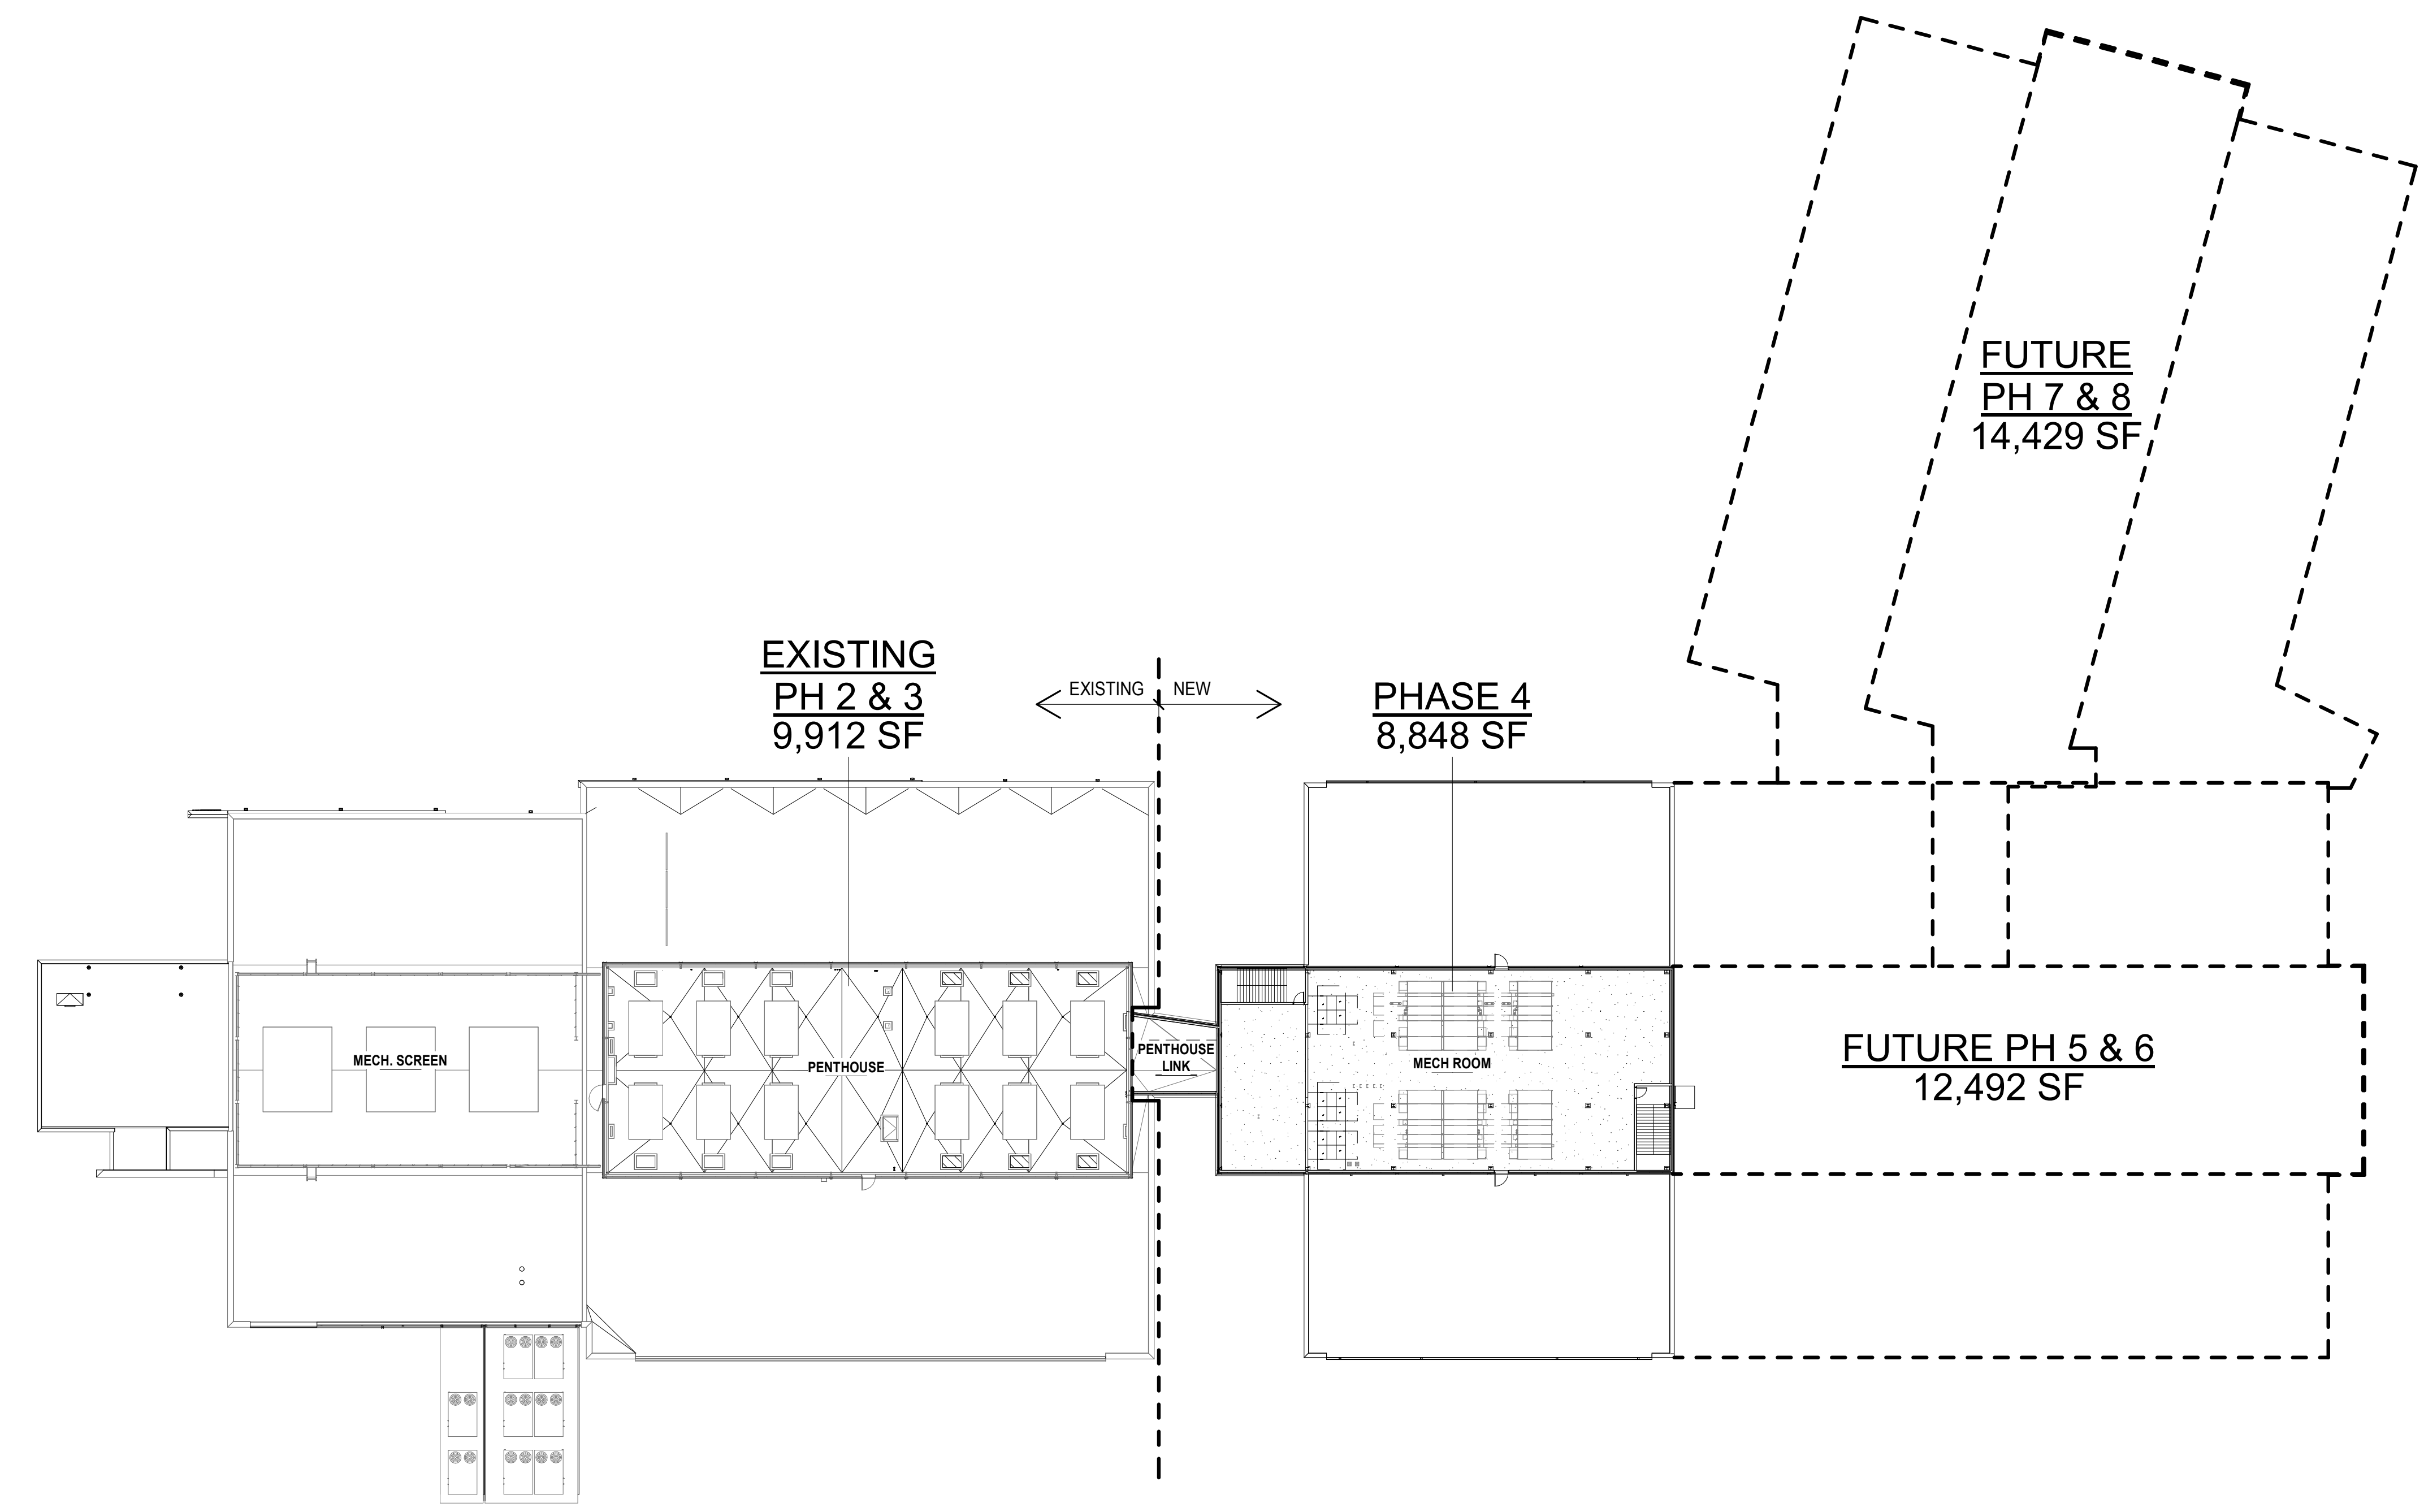 FUTURE
PH 7 & 8
14,429 SF
EXISTING
PH 2 & 3
9,912 SF
EXISTING
NEW
PHASE 4
8,848 SF
MECH. SCREEN
PENTHOUSE
PENTHOUSE
LINK
MECH ROOM
FUTURE PH 5 & 6
12,492 SF